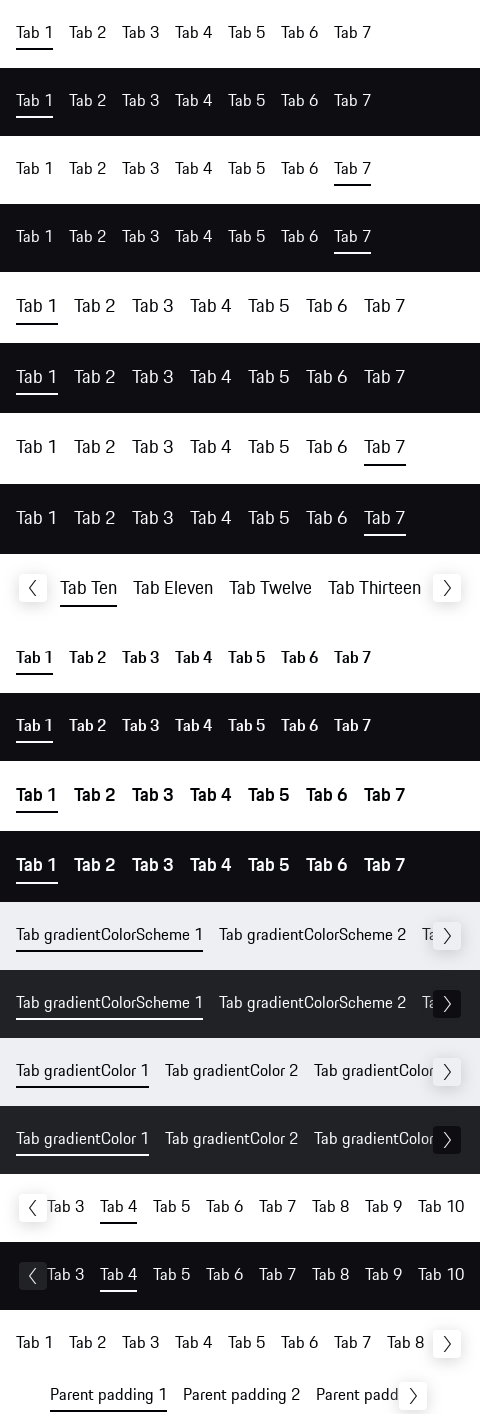 Tab 1 Tab 2 Tab 3 Tab 4 Tab 5 Tab 6 Tab 7
Tab 1 Tab 2 Tab 3 Tab 4 Tab 5 Tab 6 Tab 7
Tab 1 Tab 2 Tab 3 Tab 4 Tab 5 Tab 6 Tab 7
Tab 1 Tab 2 Tab 3 Tab 4 Tab 5 Tab 6 Tab 7
Tab 1 Tab 2 Tab 3 Tab 4 Tab 5 Tab 6 Tab 7
Tab 1 Tab 2 Tab 3 Tab 4 Tab 5 Tab 6 Tab 7
Tab 1 Tab 2 Tab 3 Tab 4 Tab 5 Tab 6 Tab 7
Tab 1 Tab 2 Tab 3 Tab 4 Tab 5 Tab 6 Tab 7
Tab Ten Tab Eleven Tab Twelve Tab Thirteen
Tab 1 Tab 2 Tab 3 Tab 4 Tab 5 Tab 6 Tab 7
Tab 1 Tab 2 Tab 3 Tab 4 Tab 5 Tab 6 Tab 7
Tab 1 Tab 2 Tab 3 Tab 4 Tab 5 Tab 6 Tab 7
Tab 1 Tab 2 Tab 3 Tab 4 Tab 5 Tab 6 Tab 7
Tab gradientColorScheme 1 Tab gradientColorScheme 2
Tab gradientColorScheme 1 Tab gradientColorScheme 2
Tab gradientColor 1 Tab gradientColor 2 Tab gradientColor
Tab gradientColor 1 Tab gradientColor 2 Tab gradientColor
Tab 3 Tab 4 Tab 5 Tab 6 Tab 7 Tab 8 Tab 9 Tab 10
Tab 3 Tab 4 Tab 5 Tab 6 Tab 7 Tab 8 Tab 9 Tab 10
Tab 1 Tab 2 Tab 3 Tab 4 Tab 5 Tab 6 Tab 7 Tab 8
Parent padding 1 Parent padding 2 Parent padd